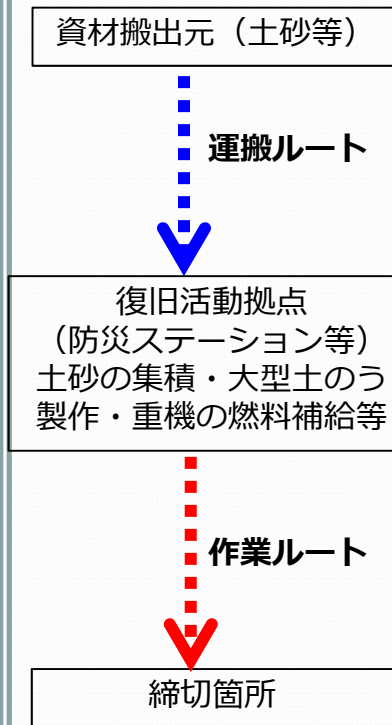 資材搬出元（土砂等）
運搬ルート
復旧活動拠点
（防災ステーション等）
土砂の集積・大型土のう
製作・重機の燃料補給等
作業ルート
締切箇所